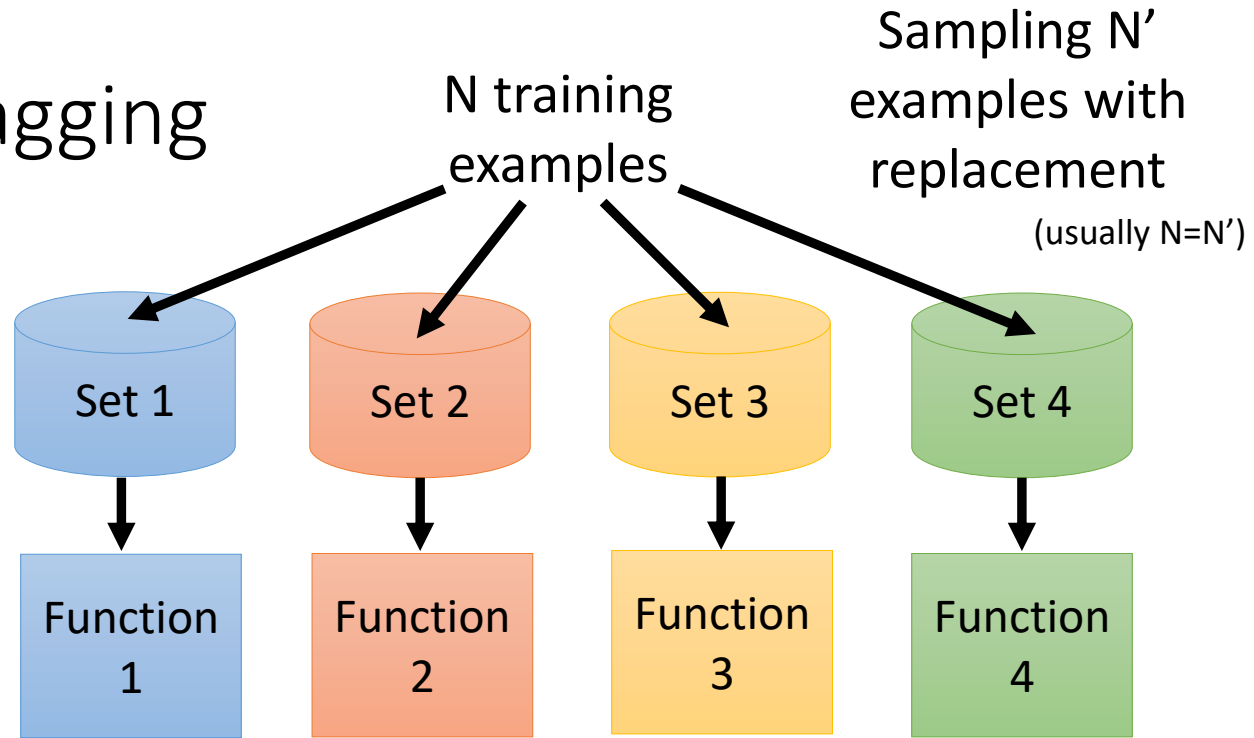 agging
N training
examples
Sampling N’
examples with
replacement
(usually N=N’)
Set 1
Set 2
Set 3
Set 4
Function
1
Function
2
Function
3
Function
4